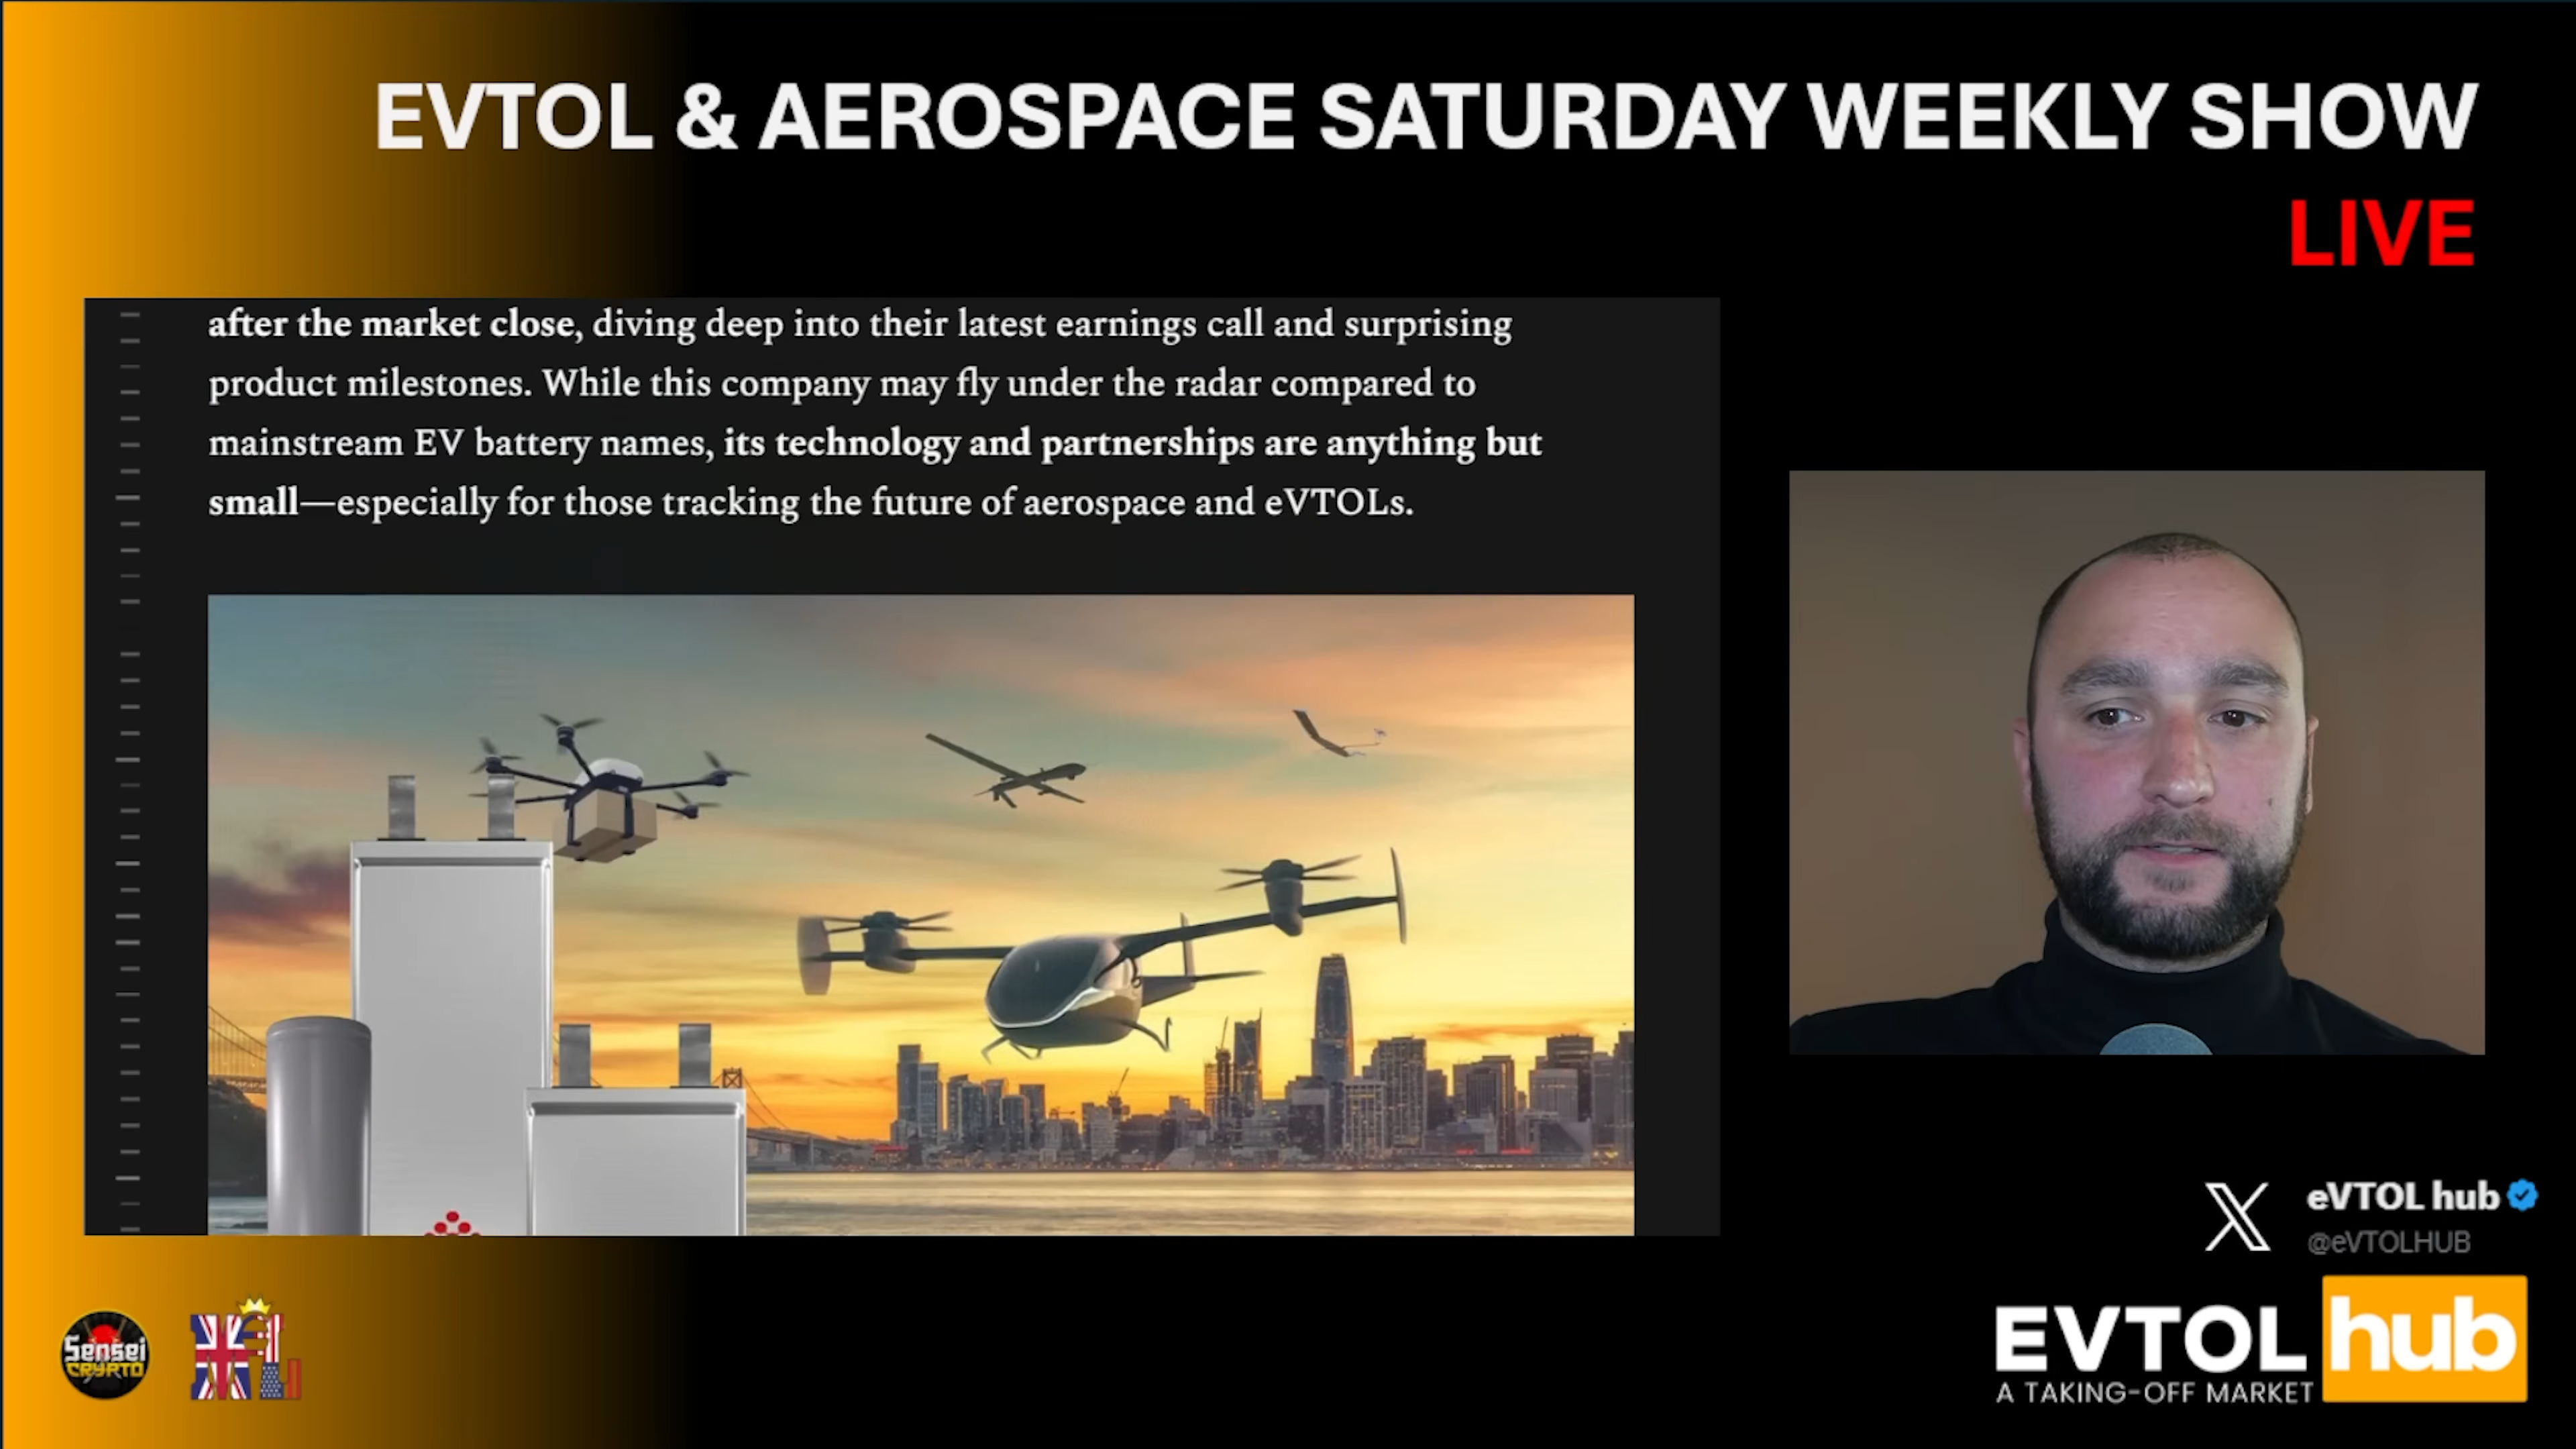 EVTOL & AEROSPACE SATURDAY WEEKLY SHOW
LIVE
after the market close, diving deep into their latest earnings call and surprising
product milestones. While this company may fly under the radar compared to
mainstream EV battery names, its technology and partnerships are anything but
small—especially for those tracking the future of aerospace and eVTOLs.
eVTOL hub
@eVTOLHUB
Sensei
CRYPTO
EVTOL hub
A TAKING-OFF MARKET